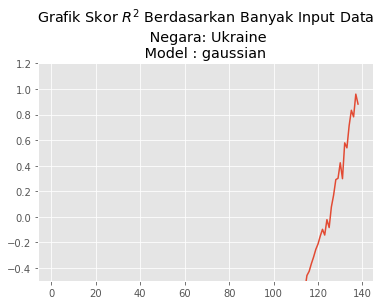 Grafik Skor $R^2$ Berdasarkan Banyak Input Data
Negara: Ukraine
Model : gaussian
1.2
1.0
0.8
0.6
0.4
0.2
0.0
−0.2
−0.4
0 20 40 60 80 100 120 140